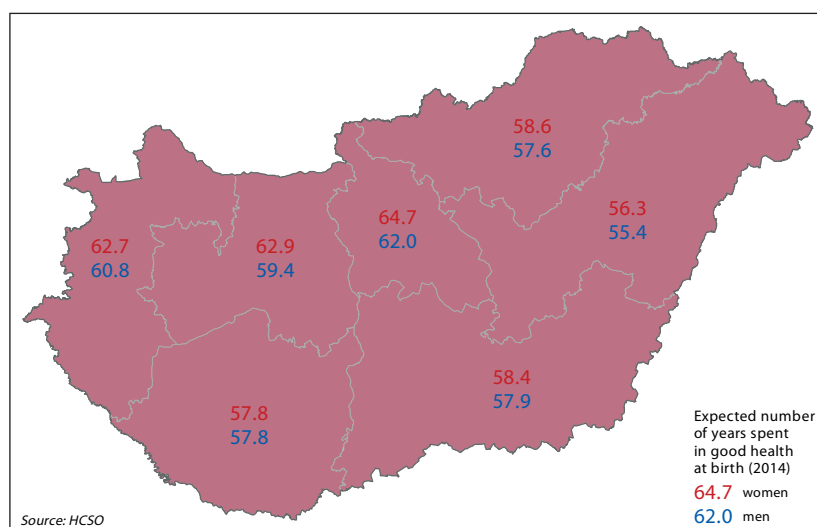 58.6
57.6
64.7
62.0
56.3
55.4
62.7
60.8
62.9
59.4
58.4
57.9
57.8
57.8
Expected number
of years spent
in good health
at birth (2014)
64.7 women
62.0 men
Source: HCSO